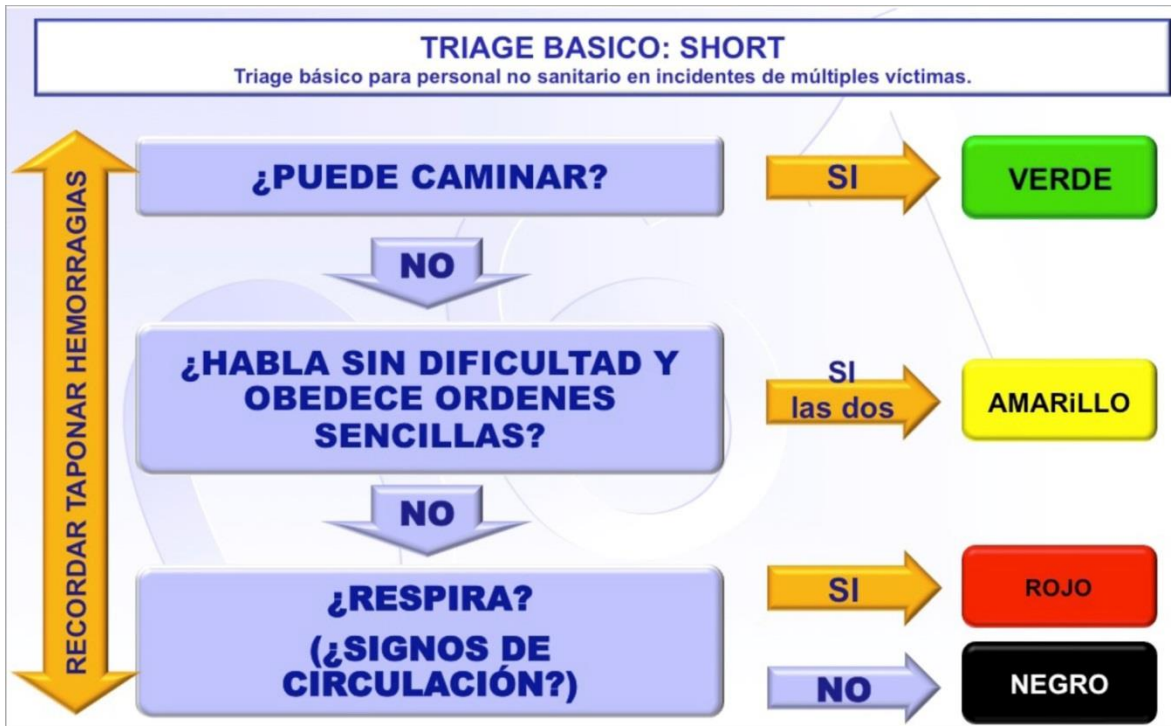 TRIAGE BASICO: SHORT
Triage básico para personal no sanitario en incidentes de múltiples víctimas.
RECORDAR TAPONAR HEMORRAGIAS
¿PUEDE CAMINAR?
SI
VERDE
NO
¿HABLA SIN DIFICULTAD Y
OBEDECE ORDENES
SENCILLAS?
SI
las dos
AMARiLLO
NO
¿RESPIRA?
(¿SIGNOS DE
CIRCULACIÓN?)
SI
ROJO
NO
NEGRO